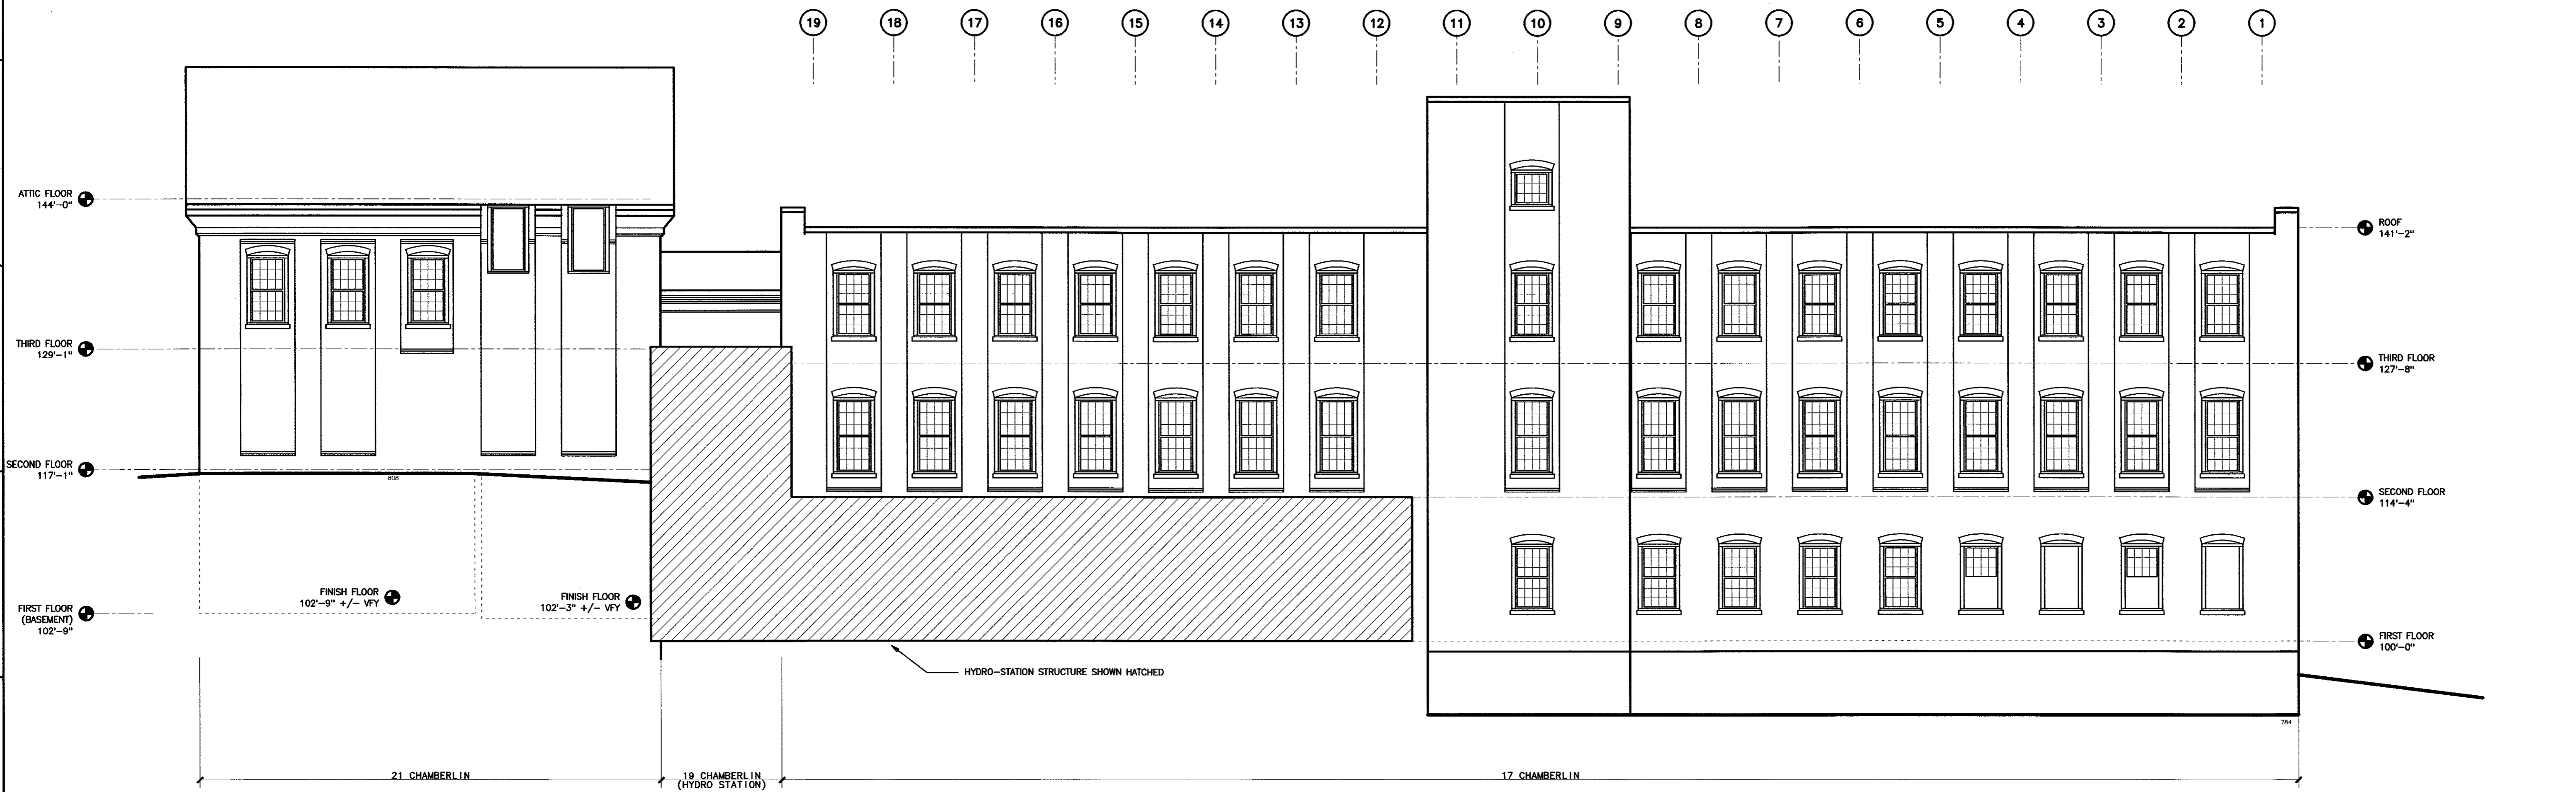 19 18 17 16 15 14 13 12 11 10 9 8 7 6 5 4 3 2 1
ATTIC FLOOR
144'-0"
ROOF
141'-2"
THIRD FLOOR
129'-1"
THIRD FLOOR
127'-8"
SECOND FLOOR
117'-1"
808
SECOND FLOOR
114'-4"
FINISH FLOOR
102'-9" +/- VFY
FINISH FLOOR
102'-3" +/- VFY
FIRST FLOOR
(BASEMENT)
102'-9"
FIRST FLOOR
100'-0"
HYDRO-STATION STRUCTURE SHOWN HATCHED
784
21 CHAMBERLIN
19 CHAMBERLIN
(HYDRO STATION)
17 CHAMBERLIN